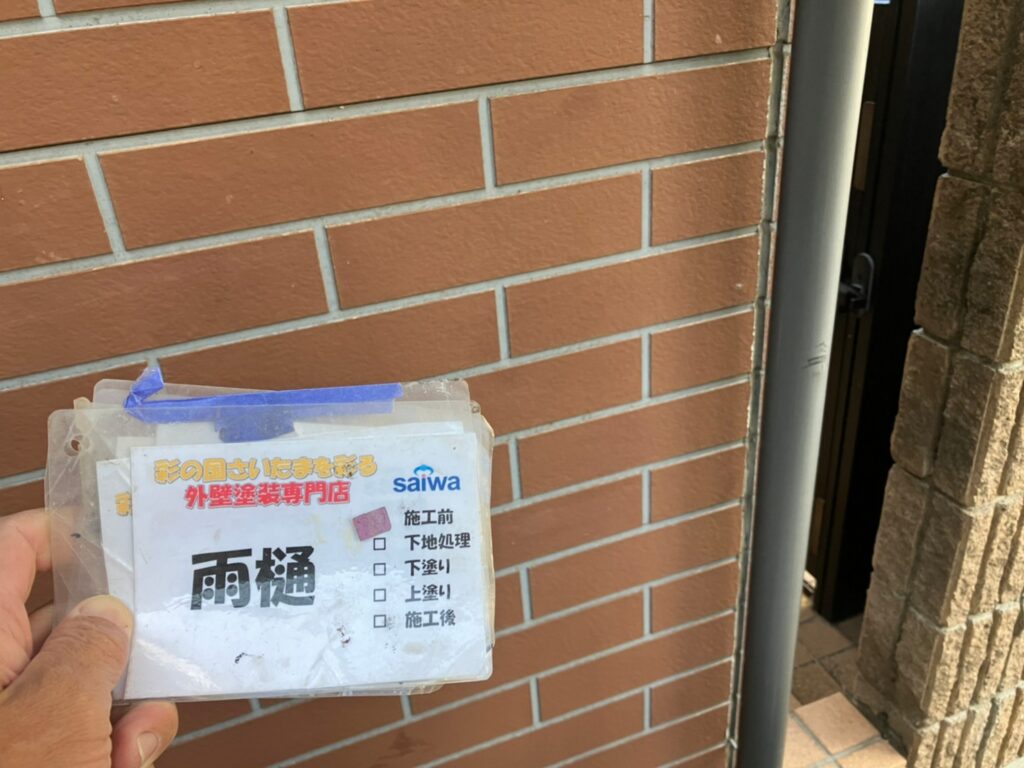 彩の国さいたまを彩る
外壁塗装専門店
saiwa
雨樋
施工前
□ 下地処理
□ 下塗り
□ 上塗り
□ 施工後
彩